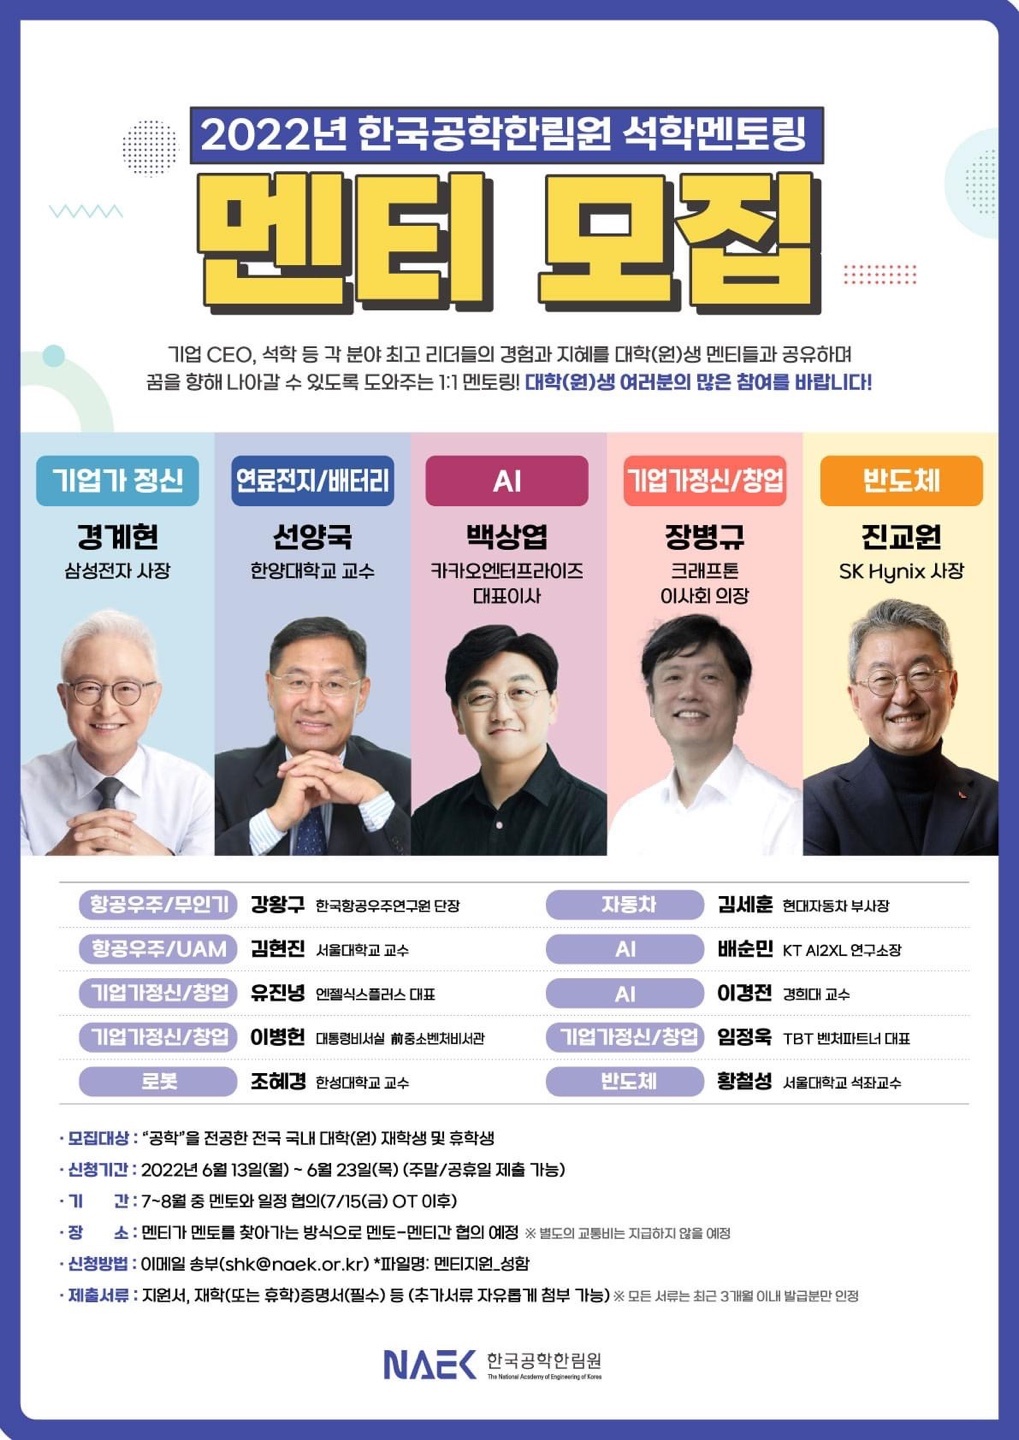 2022년 한국공학한림원 석학멘토링
멘티 모집
기업 CEO, 석학 등 각 분야 최고 리더들의 경험과 지혜를 대학(원)생 멘티들과 공유하며
꿈을 향해 나아갈 수 있도록 도와주는 1:1 멘토링! 대학(원)생 여러분의 많은 참여를 바랍니다!
기업가 정신
경계현
삼성전자 사장
연료전지/배터리
선양국
한양대학교 교수
AI
백상엽
카카오엔터프라이즈
대표이사
기업가정신/창업
장병규
크래프톤
이사회 의장
반도체
진교원
SK Hynix 사장
항공우주/무인기 강왕구 한국항공우주연구원 단장
자동차 김세훈 현대자동차 부사장
항공우주/UAM 김현진 서울대학교 교수
AI 배순민 KT AI2XL 연구소장
기업가정신/창업 유진녕 엔젤식스플러스 대표
AI 이경전 경희대 교수
기업가정신/창업 이병헌 대통령비서실 前중소벤처비서관
기업가정신/창업 임정욱 TBT 벤처파트너 대표
로봇 조혜경 한성대학교 교수
반도체 황철성 서울대학교 석좌교수
· 모집대상 : “공학”을 전공한 전국 국내 대학(원) 재학생 및 휴학생
· 신청기간 : 2022년 6월 13일(월) ~ 6월 23일(목) (주말/공휴일 제출 가능)
· 기 간 : 7~8월 중 멘토와 일정 협의(7/15(금) OT 이후)
· 장 소 : 멘티가 멘토를 찾아가는 방식으로 멘토-멘티간 협의 예정 ※ 별도의 교통비는 지급하지 않을 예정
· 신청방법 : 이메일 송부(shk@naek.or.kr) *파일명: 멘티지원_성함
· 제출서류 : 지원서, 재학(또는 휴학)증명서(필수) 등 (추가서류 자유롭게 첨부 가능) ※ 모든 서류는 최근 3개월 이내 발급분만 인정
NAEK 한국공학한림원
The National Academy of Engineering of Korea